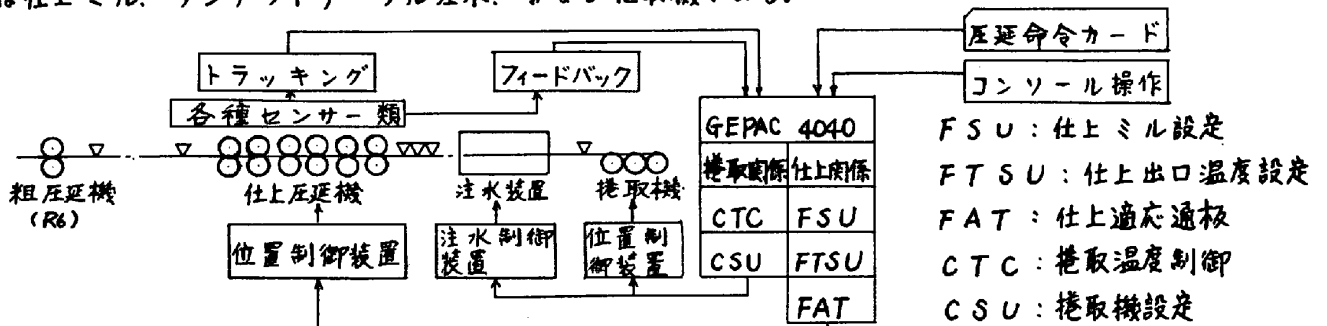 圧延命令カード
トラッキング
フィードバック
コンソール操作
各種センサー類
GEPAC 4040
FSU:仕上ミル設定
捲取関係
仕上関係
FTSU:仕上出口温度設定
粗圧延機
(R6)
仕上圧延機
注水装置
捲取機
CTC
FSU
FAT:仕上適応通板
位置制御装置
注水制御
装置
位置制
御装置
CSU
FTSU
CTC:捲取温度制御
FAT
CSU:捲取機設定